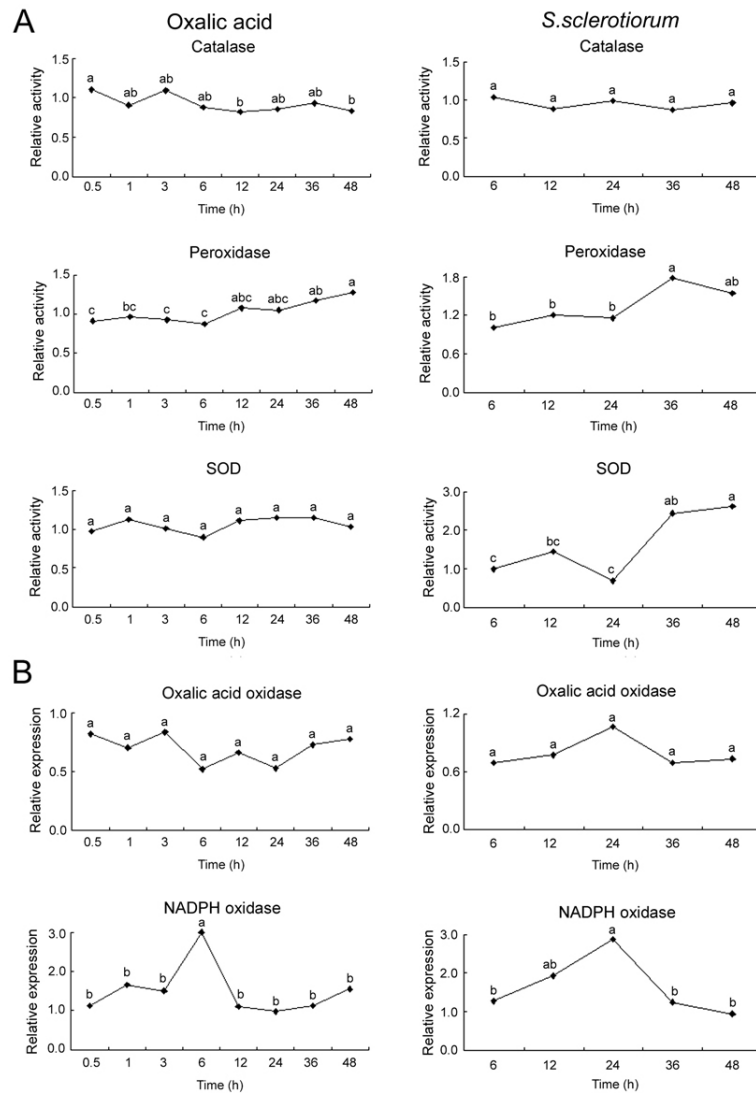 A
Oxalic acid
S.sclerotiorum
Catalase
Relative activity
1.5
1.0
0.5
0.0
a ab ab ab b ab ab b
0.5 1 3 6 12 24 36 48
Time (h)
Catalase
Relative activity
1.5
1.0
0.5
0.0
a a a a a
6 12 24 36 48
Time (h)
Peroxidase
Relative activity
1.5
1.0
0.5
0.0
c bc c c abc abc ab a
0.5 1 3 6 12 24 36 48
Time (h)
Peroxidase
Relative activity
1.8
1.2
0.6
0.0
b b b a ab
6 12 24 36 48
Time (h)
SOD
Relative activity
1.5
1.0
0.5
0.0
a a a a a a a a
0.5 1 3 6 12 24 36 48
Time (h)
SOD
Relative activity
3.0
2.0
1.0
0.0
c bc c ab a
6 12 24 36 48
Time (h)
B
Oxalic acid oxidase
Relative expression
1.0
0.5
0.0
a a a a a a a a
0.5 1 3 6 12 24 36 48
Time (h)
Oxalic acid oxidase
Relative expression
1.2
0.6
0.0
a a a a a
6 12 24 36 48
Time (h)
NADPH oxidase
Relative expression
3.0
2.0
1.0
0.0
b b b a b b b b
0.5 1 3 6 12 24 36 48
Time (h)
NADPH oxidase
Relative expression
3.0
2.0
1.0
0.0
b ab a b b
6 12 24 36 48
Time (h)